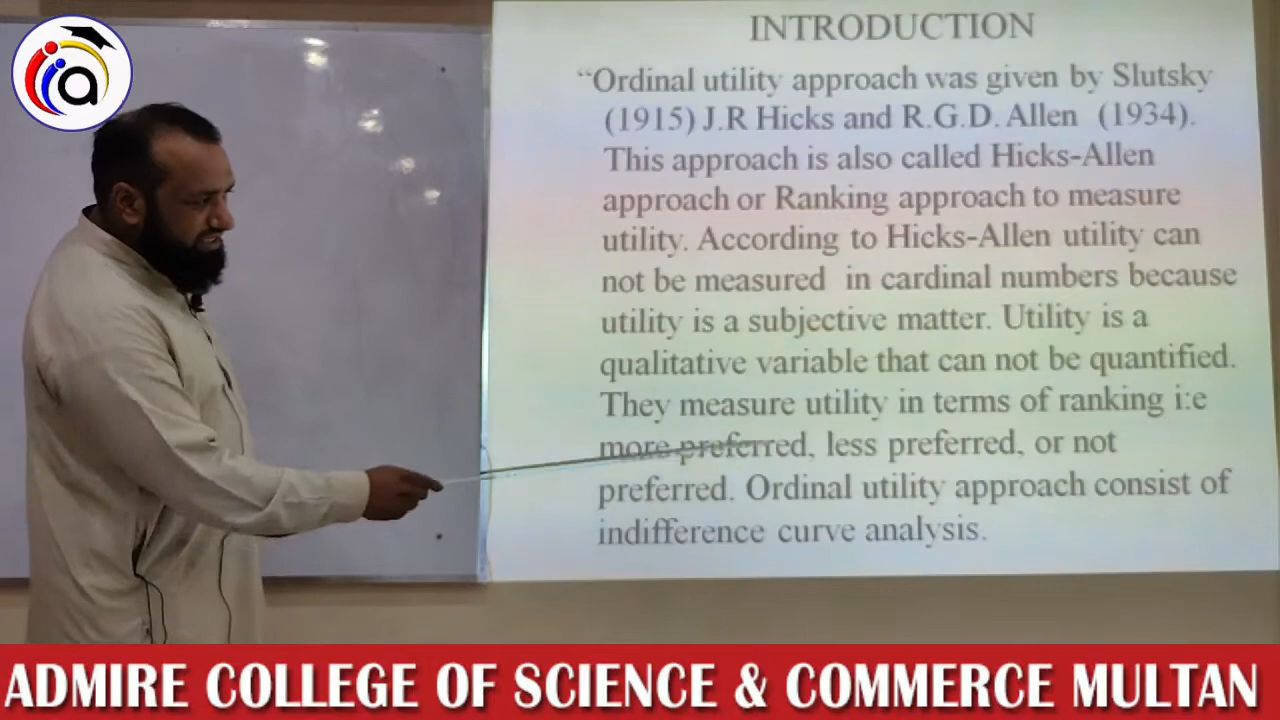 INTRODUCTION
“Ordinal utility approach was given by Slutsky
(1915) J.R Hicks and R.G.D. Allen (1934).
This approach is also called Hicks-Allen
approach or Ranking approach to measure
utility. According to Hicks-Allen utility can
not be measured in cardinal numbers because
utility is a subjective matter. Utility is a
qualitative variable that can not be quantified.
They measure utility in terms of ranking i:e
more preferred, less preferred, or not
preferred. Ordinal utility approach consist of
indifference curve analysis.
ADMIRE COLLEGE OF SCIENCE & COMMERCE MULTAN